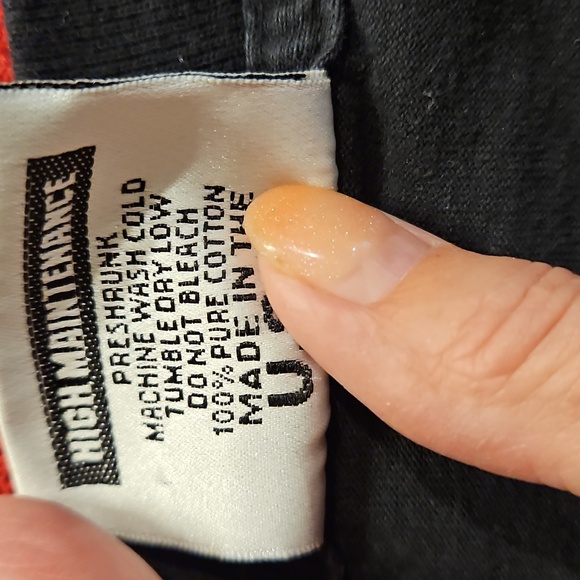 HIGH MAINTENANCE
PRESHRUNK
MACHINE WASH COLD
TUMBLE DRY LOW
DO NOT BLEACH
100% PURE COTTON
MADE IN THE
U